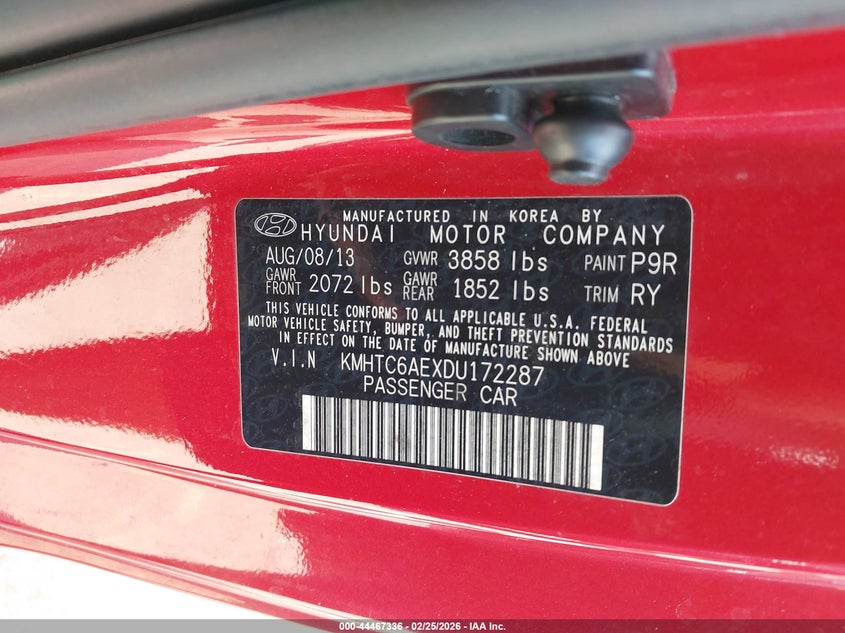 MANUFACTURED IN KOREA BY
HYUNDAI MOTOR COMPANY
AUG/08/13 GVWR 3858 lbs PAINT P9R
GAWR FRONT 2072 lbs GAWR REAR 1852 lbs TRIM RY
THIS VEHICLE CONFORMS TO ALL APPLICABLE U.S.A. FEDERAL
MOTOR VEHICLE SAFETY, BUMPER, AND THEFT PREVENTION STANDARDS
IN EFFECT ON THE DATE OF MANUFACTURE SHOWN ABOVE
V.I.N KMHTC6AEXDU172287
PASSENGER CAR
000-44467336 - 02/25/2026 - IAA Inc.